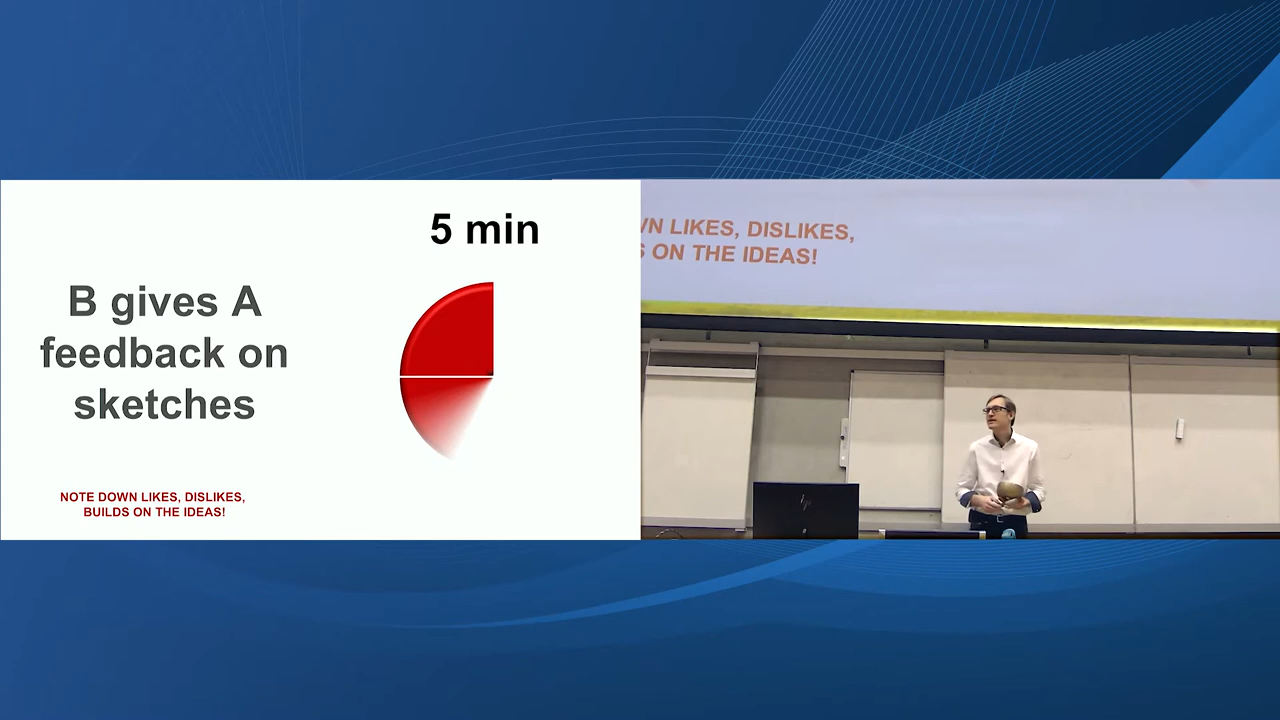 5 min
B gives A
feedback on
sketches
NOTE DOWN LIKES, DISLIKES,
BUILDS ON THE IDEAS!
LIKES, DISLIKES,
ON THE IDEAS!